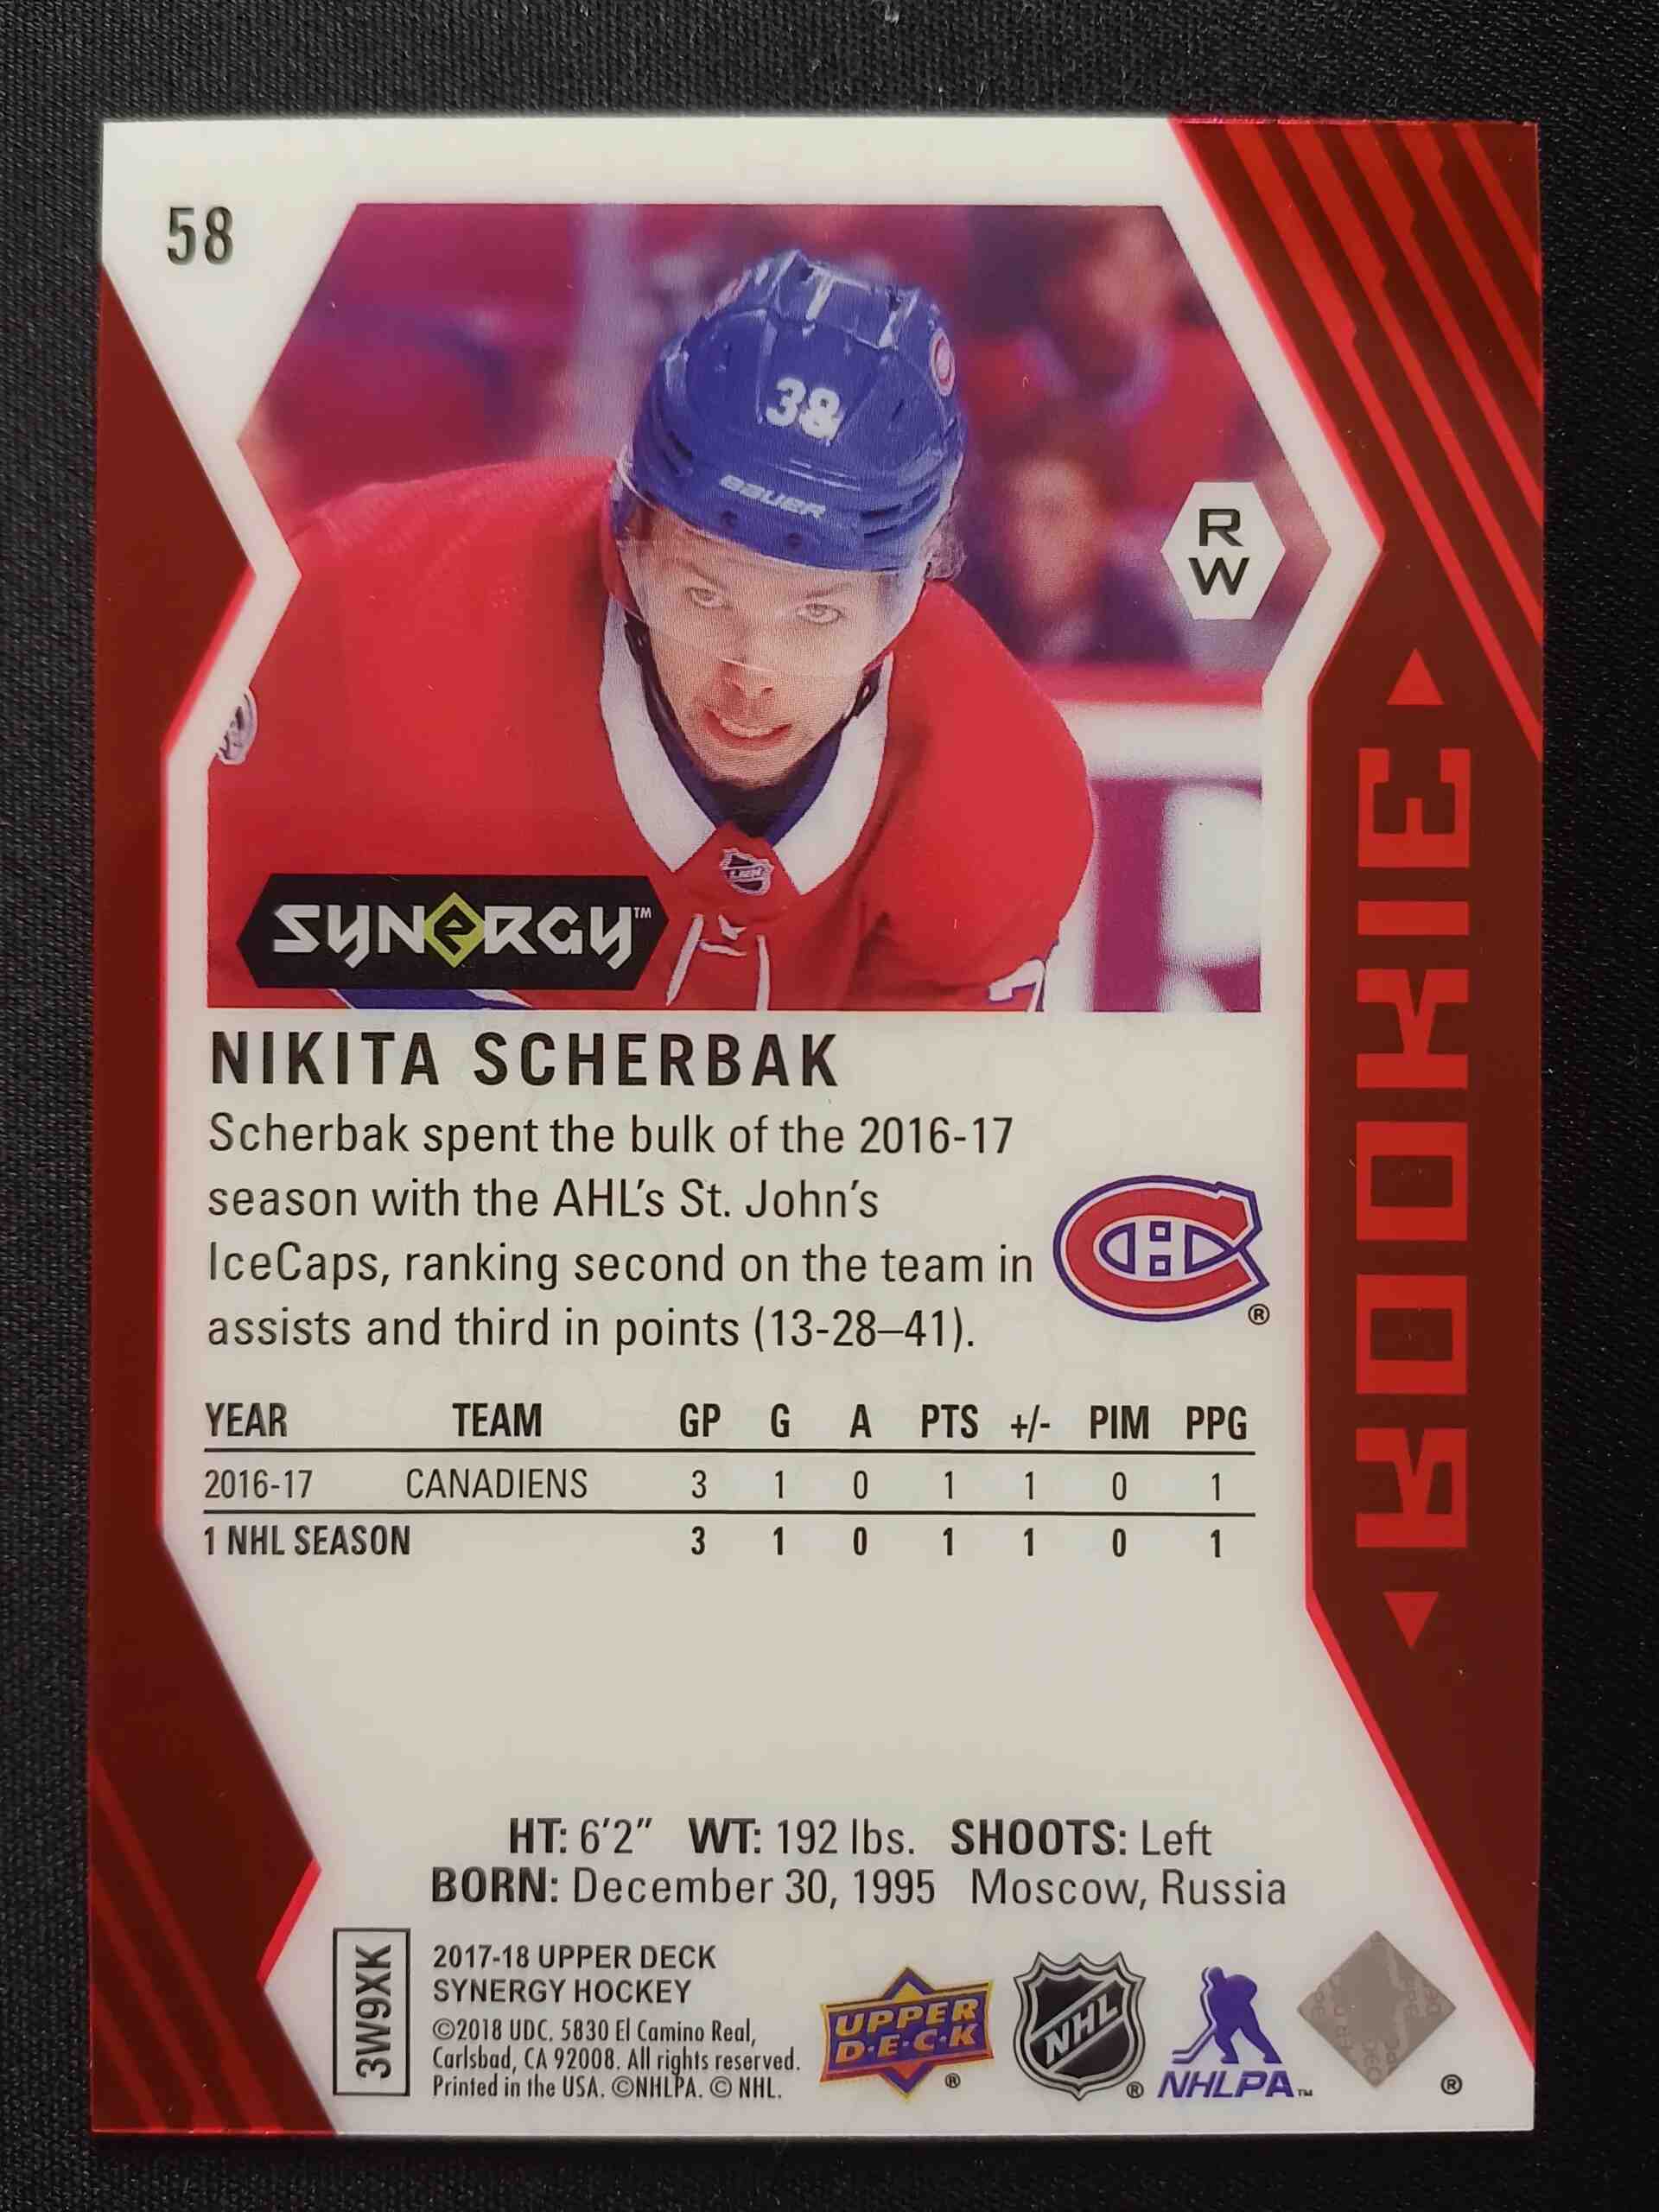 58
38
BAUER
R
W
NHL
SYNERGY™
NIKITA SCHERBAK
Scherbak spent the bulk of the 2016-17
season with the AHL's St. John's
IceCaps, ranking second on the team in
assists and third in points (13-28–41).
®
YEAR TEAM GP G A PTS +/- PIM PPG
2016-17 CANADIENS 3 1 0 1 1 0 1
1 NHL SEASON 3 1 0 1 1 0 1
ROOKIE
HT: 6'2" WT: 192 lbs. SHOOTS: Left
BORN: December 30, 1995 Moscow, Russia
3W9XK
2017-18 UPPER DECK
SYNERGY HOCKEY
©2018 UDC. 5830 El Camino Real,
Carlsbad, CA 92008. All rights reserved.
Printed in the USA. ©NHLPA. © NHL.
UPPER
D·E·C·K
®
NHL
®
NHLPA™
®